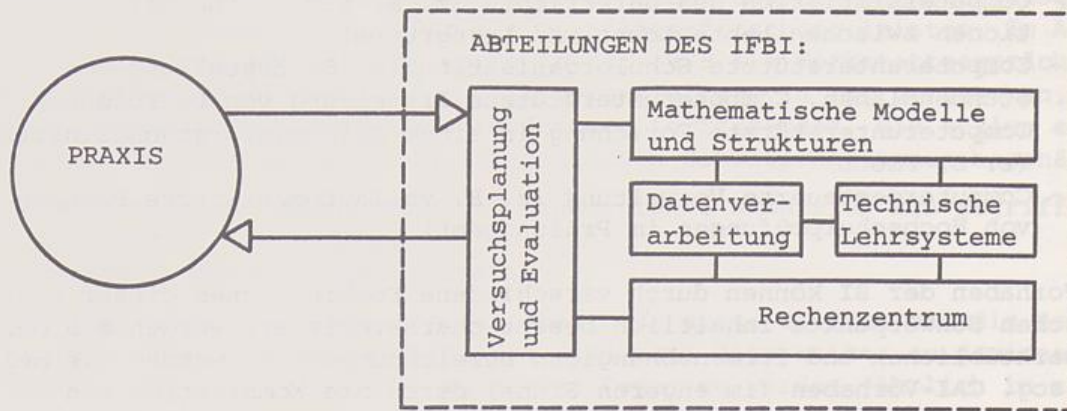 ABTEILUNGEN DES IFBI:
PRAXIS
Versuchsplanung
und Evaluation
Mathematische Modelle
und Strukturen
Datenver-
arbeitung
Technische
Lehrsysteme
Rechenzentrum